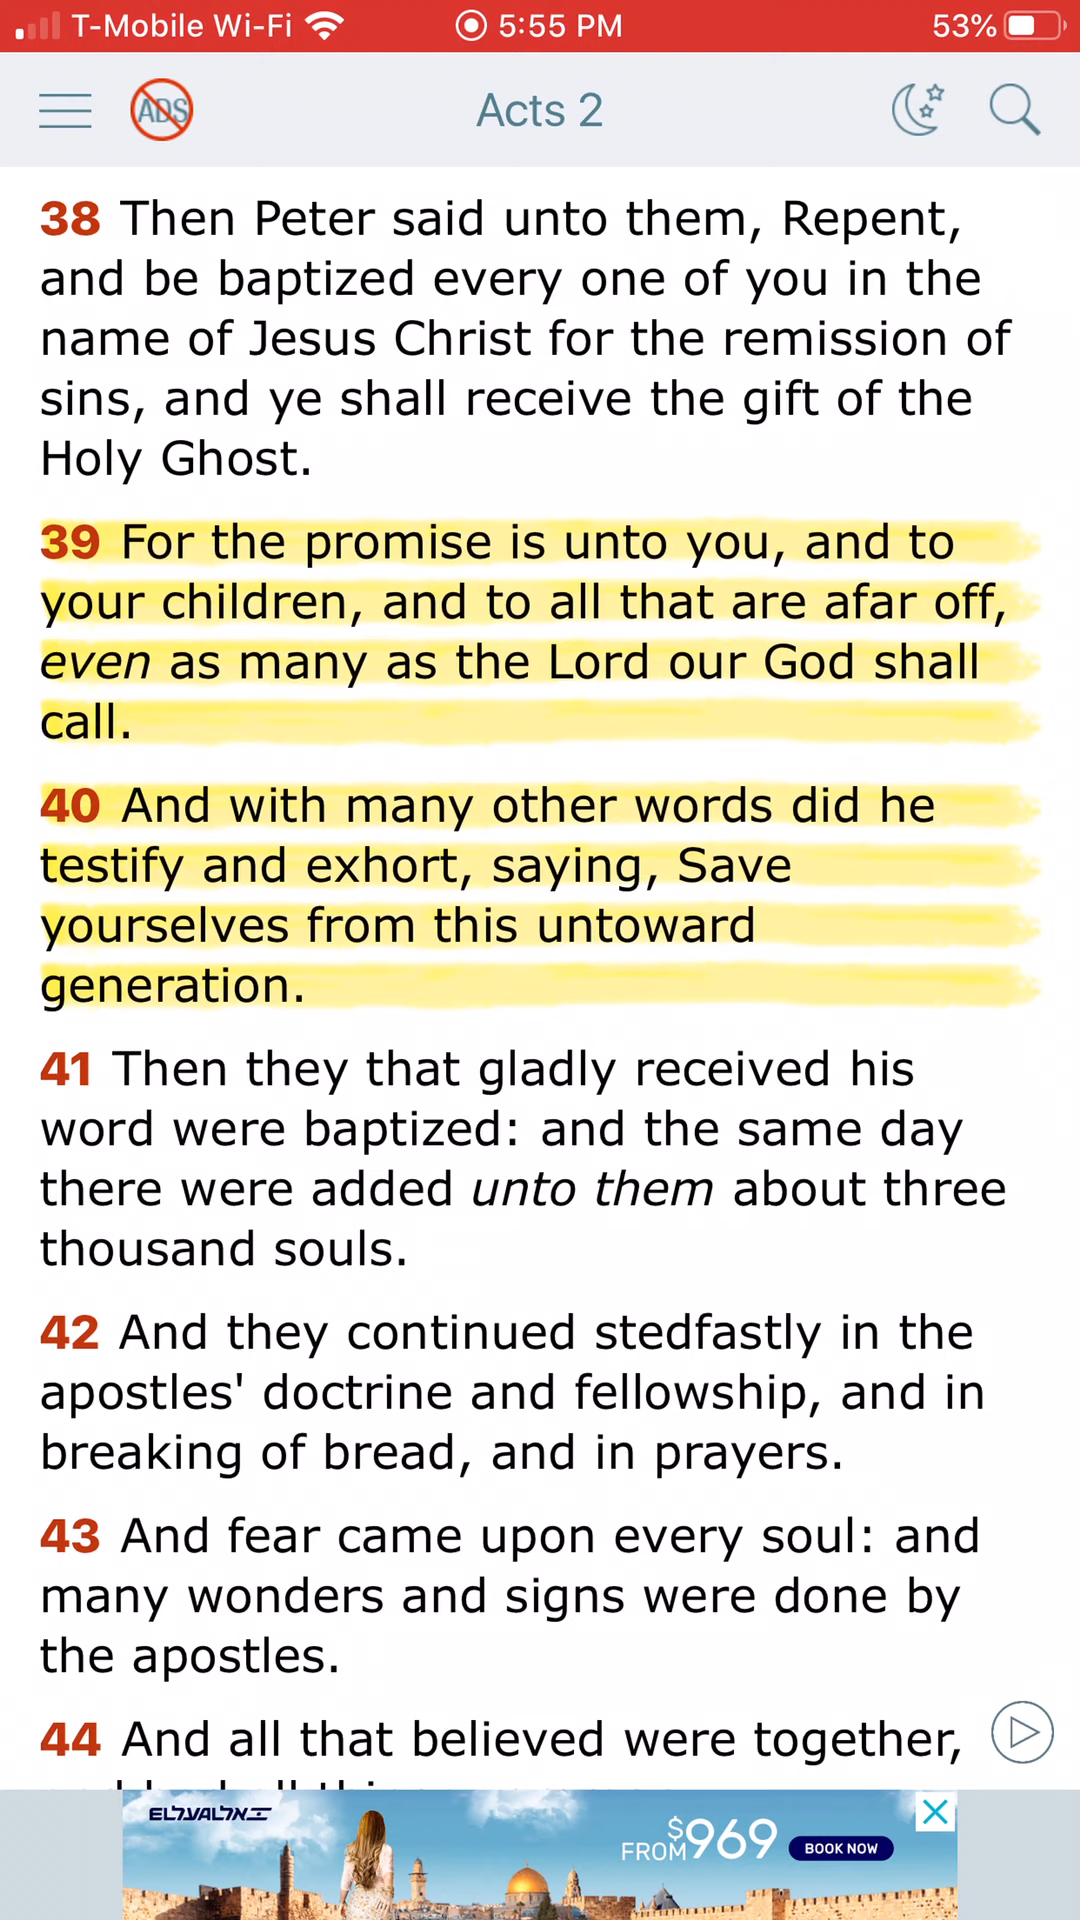 T-Mobile Wi-Fi 5:55 PM 53%
ADS Acts 2
38 Then Peter said unto them, Repent,
and be baptized every one of you in the
name of Jesus Christ for the remission of
sins, and ye shall receive the gift of the
Holy Ghost.
39 For the promise is unto you, and to
your children, and to all that are afar off,
even as many as the Lord our God shall
call.
40 And with many other words did he
testify and exhort, saying, Save
yourselves from this untoward
generation.
41 Then they that gladly received his
word were baptized: and the same day
there were added unto them about three
thousand souls.
42 And they continued stedfastly in the
apostles' doctrine and fellowship, and in
breaking of bread, and in prayers.
43 And fear came upon every soul: and
many wonders and signs were done by
the apostles.
44 And all that believed were together,
EL אל על AL
FROM $969 BOOK NOW